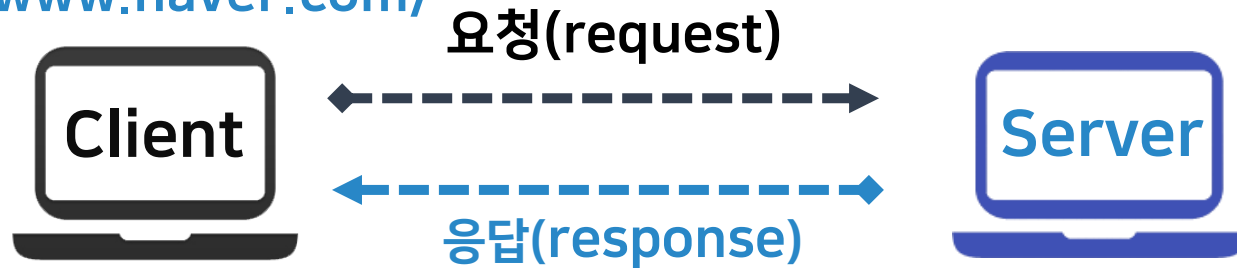 www.naver.com/
요청(request)
Client
Server
응답(response)